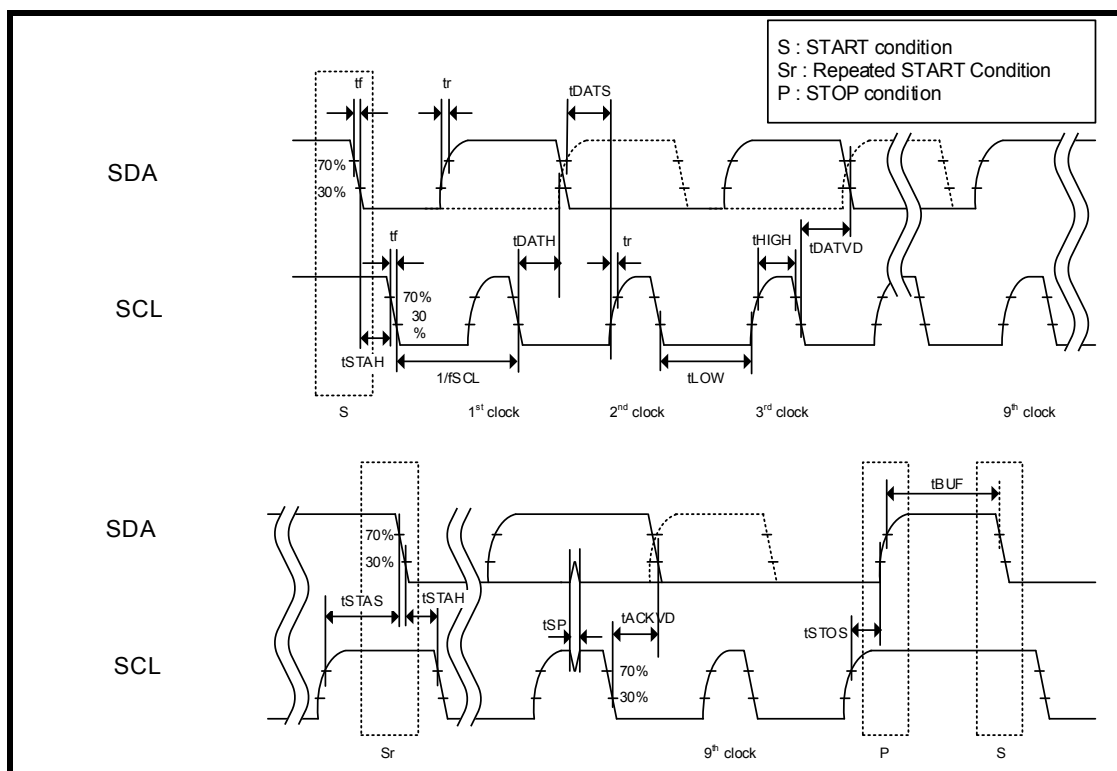 S : START condition
Sr : Repeated START Condition
P : STOP condition
tf
tr
tDATS
SDA
70%
30%
tf
tDATH
tr
tHIGH
tDATVD
SCL
70%
30
%
tSTAH
1/fSCL
tLOW
S
1st clock
2nd clock
3rd clock
9th clock
tBUF
SDA
70%
30%
tSTAS
tSTAH
tSP
tACKVD
tSTOS
SCL
70%
30%
Sr
9th clock
P
S